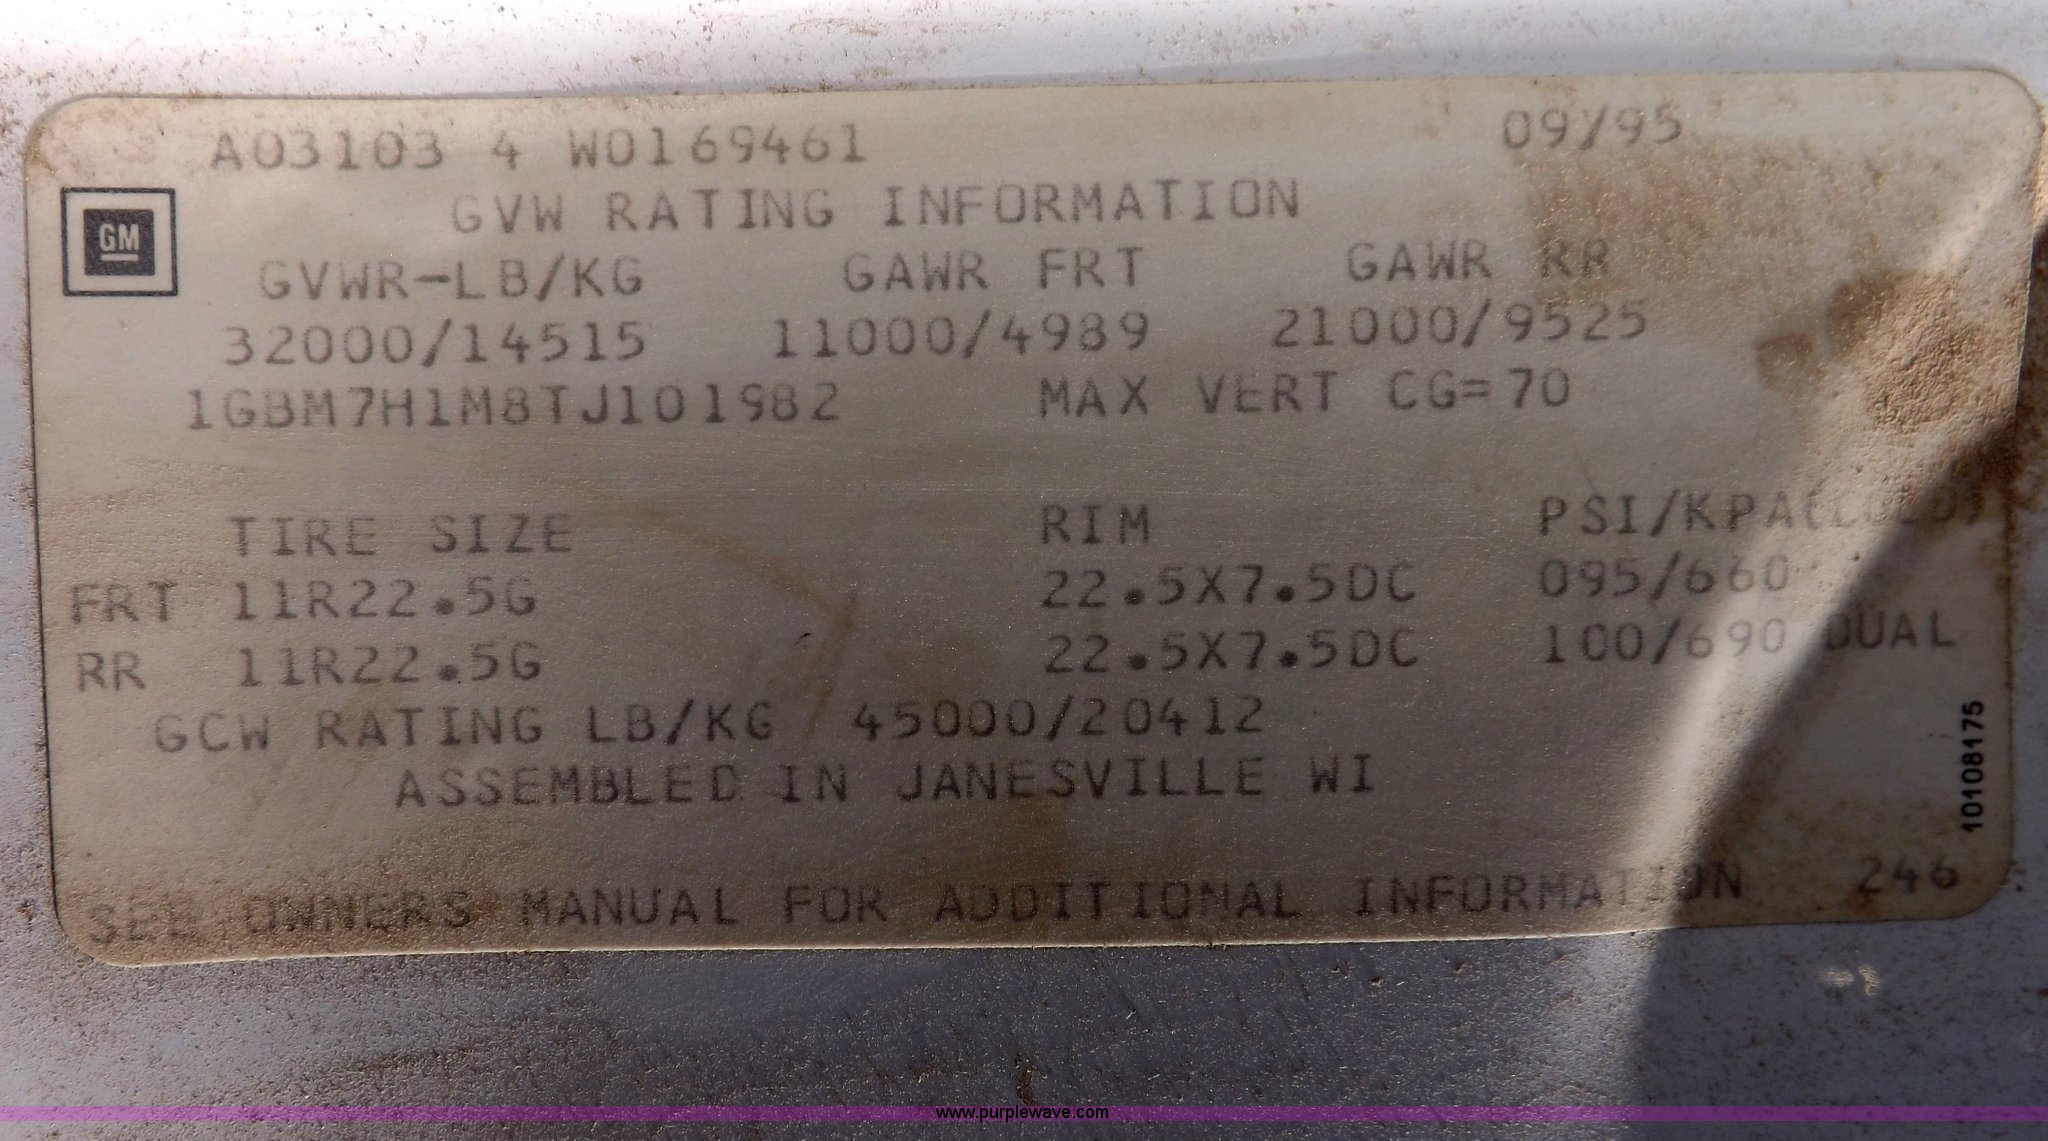 A03103 4 W0169461 09/95
GM
GVW RATING INFORMATION
GVWR-LB/KG GAWR FRT GAWR RR
32000/14515 11000/4989 21000/9525
1GBM7H1M8TJ101982 MAX VERT CG=70
TIRE SIZE RIM PSI/KPA(COLD)
FRT 11R22.5G 22.5X7.5DC 095/660
RR 11R22.5G 22.5X7.5DC 100/690 DUAL
GCW RATING LB/KG 45000/20412
ASSEMBLED IN JANESVILLE WI
10108175
SEE OWNERS MANUAL FOR ADDITIONAL INFORMATION 246
www.purplewave.com